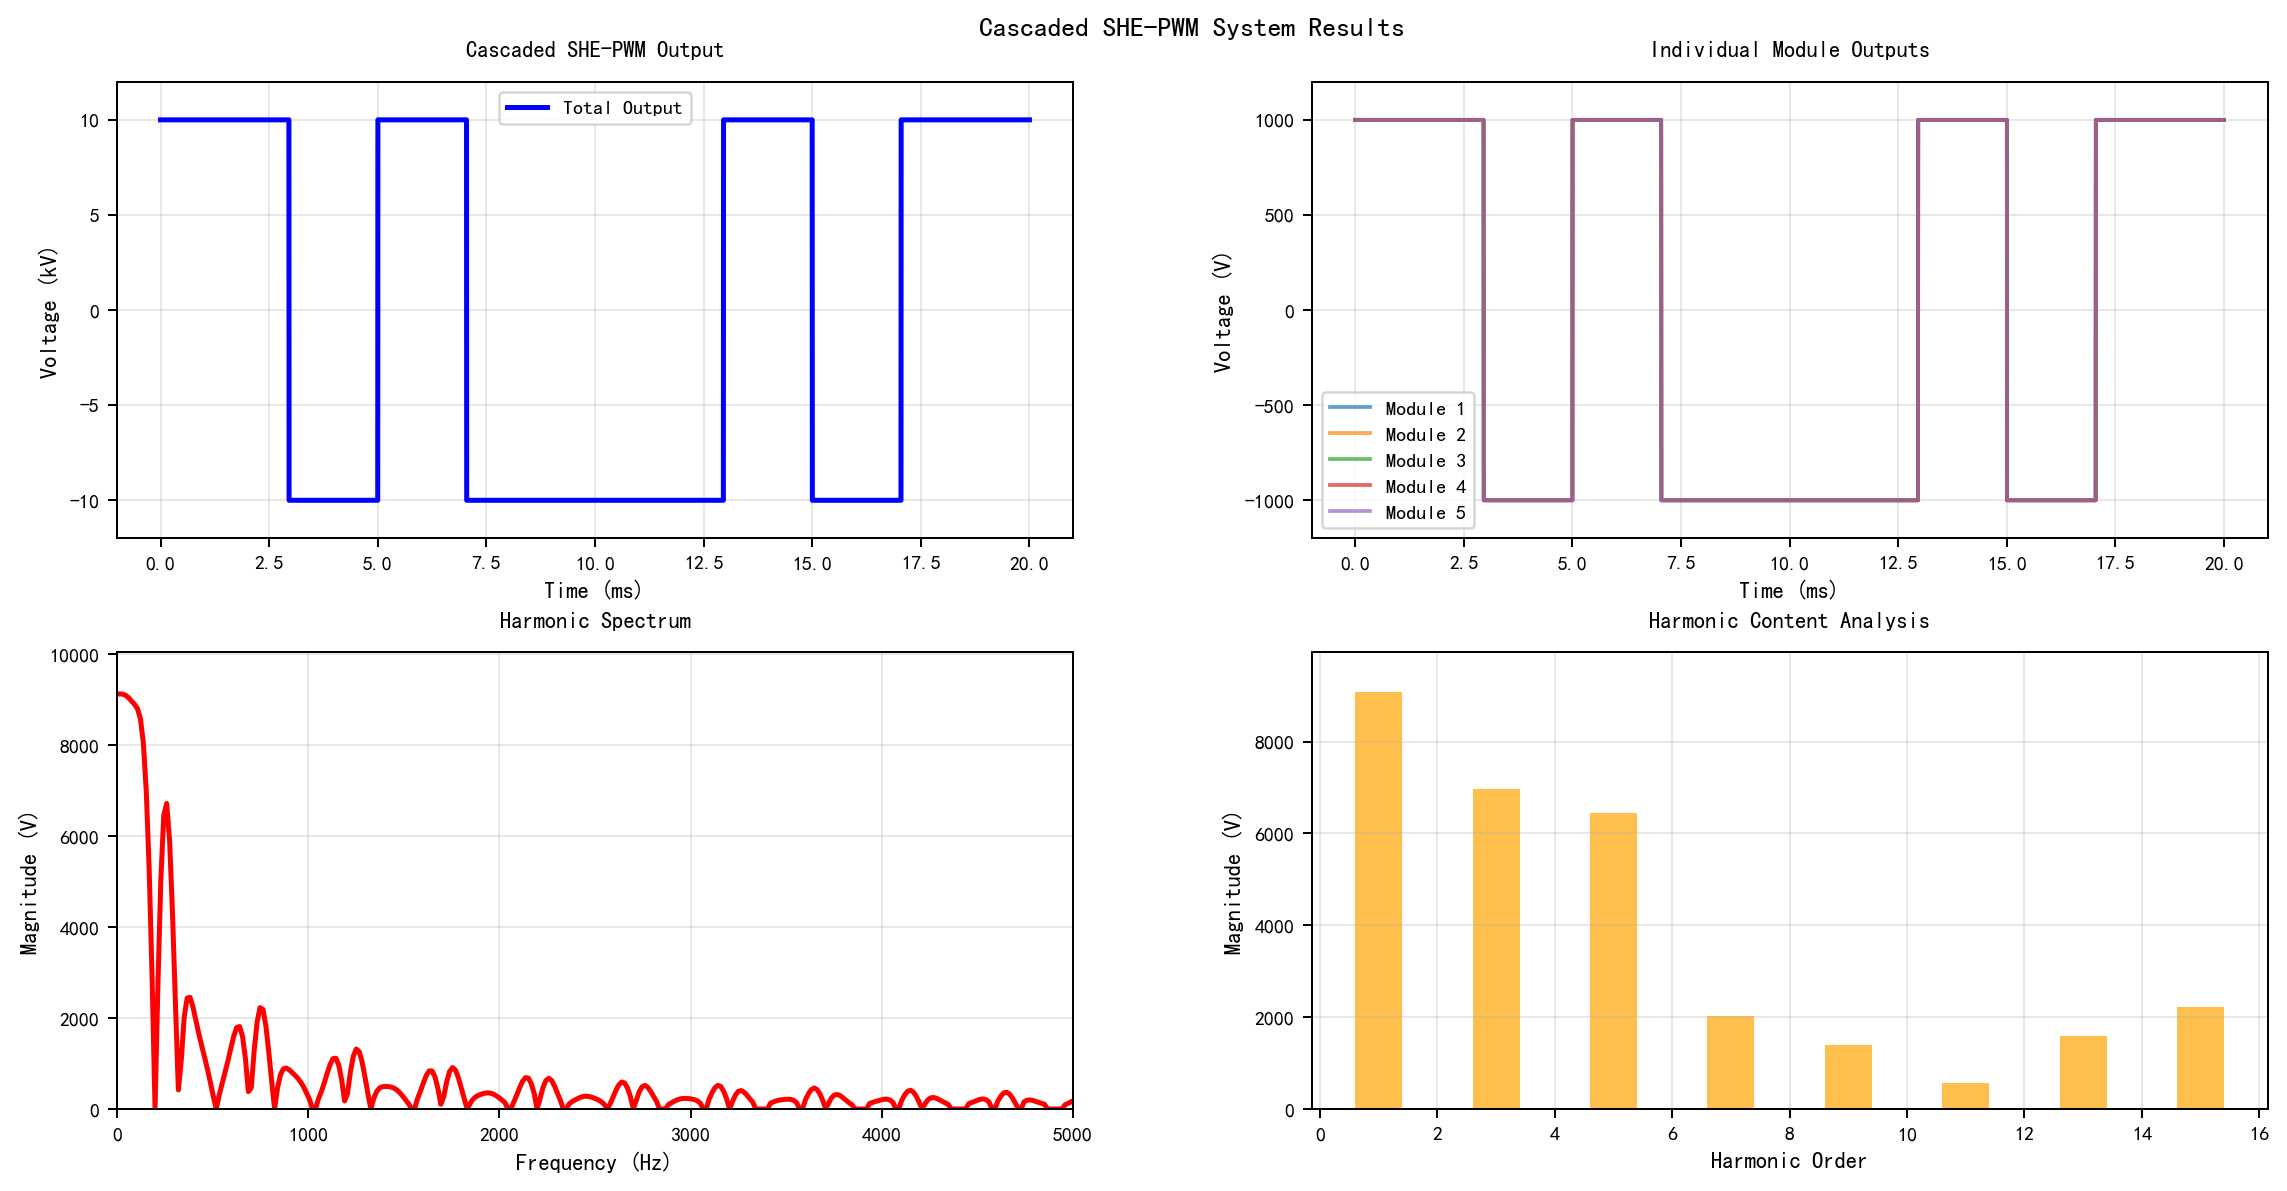 Cascaded SHE-PWM System Results
Cascaded SHE-PWM Output
Total Output
10
5
0
-5
-10
Voltage (kV)
0.0 2.5 5.0 7.5 10.0 12.5 15.0 17.5 20.0
Time (ms)
Individual Module Outputs
1000
500
0
-500
-1000
Voltage (V)
Module 1
Module 2
Module 3
Module 4
Module 5
0.0 2.5 5.0 7.5 10.0 12.5 15.0 17.5 20.0
Time (ms)
Harmonic Spectrum
10000
8000
6000
4000
2000
0
Magnitude (V)
0 1000 2000 3000 4000 5000
Frequency (Hz)
Harmonic Content Analysis
8000
6000
4000
2000
0
Magnitude (V)
0 2 4 6 8 10 12 14 16
Harmonic Order